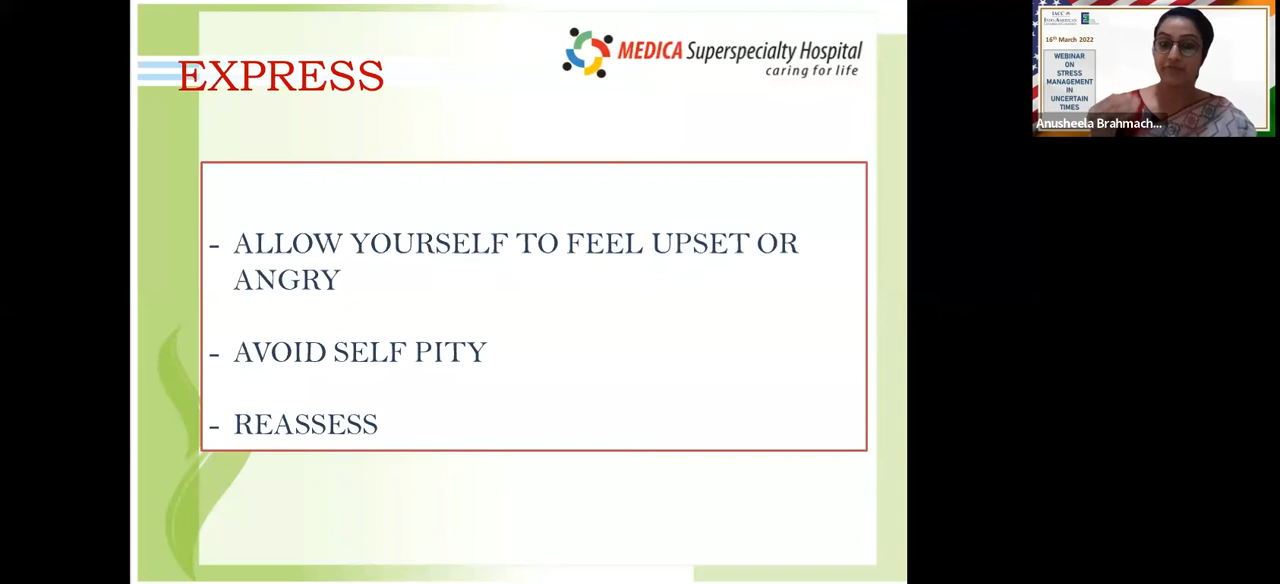 EXPRESS
MEDICA Superspecialty Hospital
caring for life
- ALLOW YOURSELF TO FEEL UPSET OR
ANGRY
- AVOID SELF PITY
- REASSESS
16th March 2022
WEBINAR
ON
STRESS
MANAGEMENT
IN
UNCERTAIN
TIMES
Anusheela Brahmach...